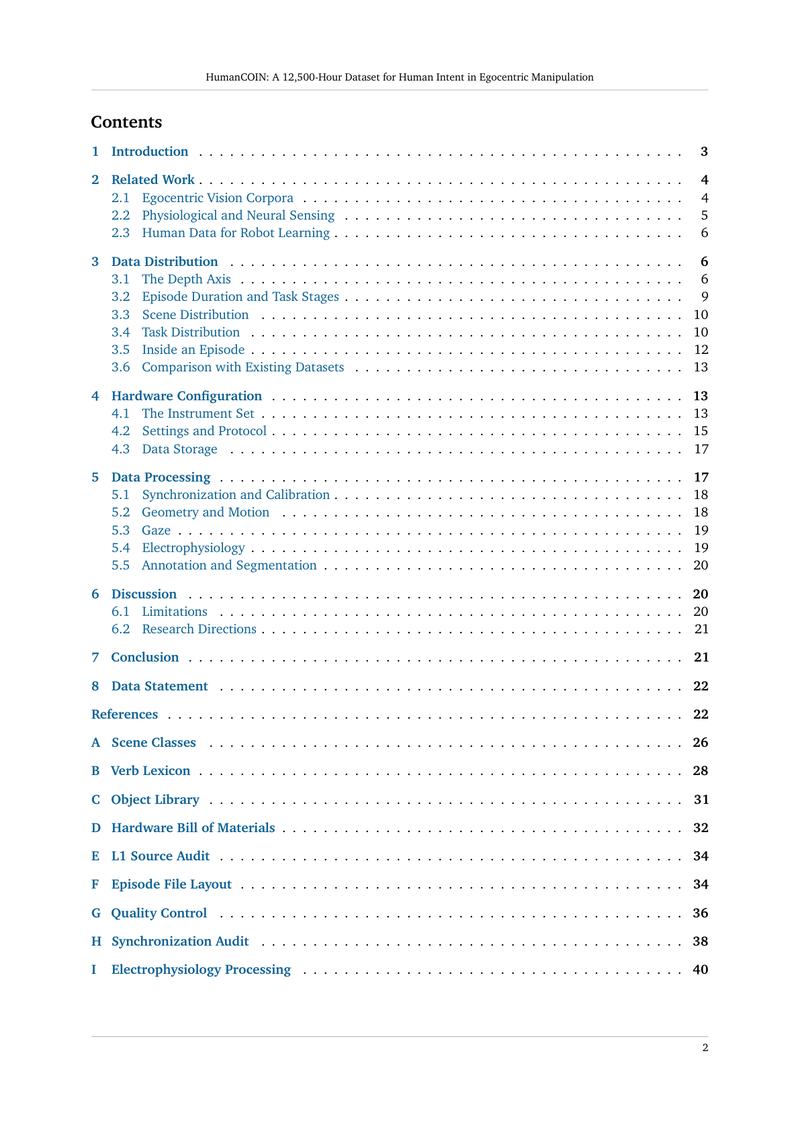 HumanCOIN: A 12,500-Hour Dataset for Human Intent in Egocentric Manipulation
Contents
1 Introduction . . . . . . . . . . . . . . . . . . . . . . . . . . . . . . . . . . . . . . . . . . . . . . . 3
2 Related Work . . . . . . . . . . . . . . . . . . . . . . . . . . . . . . . . . . . . . . . . . . . . . . . 4
2.1 Egocentric Vision Corpora . . . . . . . . . . . . . . . . . . . . . . . . . . . . . . . . . . . . . 4
2.2 Physiological and Neural Sensing . . . . . . . . . . . . . . . . . . . . . . . . . . . . . . . . . 5
2.3 Human Data for Robot Learning . . . . . . . . . . . . . . . . . . . . . . . . . . . . . . . . . . 6
3 Data Distribution . . . . . . . . . . . . . . . . . . . . . . . . . . . . . . . . . . . . . . . . . . . . 6
3.1 The Depth Axis . . . . . . . . . . . . . . . . . . . . . . . . . . . . . . . . . . . . . . . . . . . 6
3.2 Episode Duration and Task Stages . . . . . . . . . . . . . . . . . . . . . . . . . . . . . . . . . 9
3.3 Scene Distribution . . . . . . . . . . . . . . . . . . . . . . . . . . . . . . . . . . . . . . . . . 10
3.4 Task Distribution . . . . . . . . . . . . . . . . . . . . . . . . . . . . . . . . . . . . . . . . . . 10
3.5 Inside an Episode . . . . . . . . . . . . . . . . . . . . . . . . . . . . . . . . . . . . . . . . . . 12
3.6 Comparison with Existing Datasets . . . . . . . . . . . . . . . . . . . . . . . . . . . . . . . . 13
4 Hardware Configuration . . . . . . . . . . . . . . . . . . . . . . . . . . . . . . . . . . . . . . . . 13
4.1 The Instrument Set . . . . . . . . . . . . . . . . . . . . . . . . . . . . . . . . . . . . . . . . . 13
4.2 Settings and Protocol . . . . . . . . . . . . . . . . . . . . . . . . . . . . . . . . . . . . . . . . 15
4.3 Data Storage . . . . . . . . . . . . . . . . . . . . . . . . . . . . . . . . . . . . . . . . . . . . 17
5 Data Processing . . . . . . . . . . . . . . . . . . . . . . . . . . . . . . . . . . . . . . . . . . . . . 17
5.1 Synchronization and Calibration . . . . . . . . . . . . . . . . . . . . . . . . . . . . . . . . . . 18
5.2 Geometry and Motion . . . . . . . . . . . . . . . . . . . . . . . . . . . . . . . . . . . . . . . 18
5.3 Gaze . . . . . . . . . . . . . . . . . . . . . . . . . . . . . . . . . . . . . . . . . . . . . . . . 19
5.4 Electrophysiology . . . . . . . . . . . . . . . . . . . . . . . . . . . . . . . . . . . . . . . . . . 19
5.5 Annotation and Segmentation . . . . . . . . . . . . . . . . . . . . . . . . . . . . . . . . . . . 20
6 Discussion . . . . . . . . . . . . . . . . . . . . . . . . . . . . . . . . . . . . . . . . . . . . . . . . 20
6.1 Limitations . . . . . . . . . . . . . . . . . . . . . . . . . . . . . . . . . . . . . . . . . . . . . 20
6.2 Research Directions . . . . . . . . . . . . . . . . . . . . . . . . . . . . . . . . . . . . . . . . . 21
7 Conclusion . . . . . . . . . . . . . . . . . . . . . . . . . . . . . . . . . . . . . . . . . . . . . . . . 21
8 Data Statement . . . . . . . . . . . . . . . . . . . . . . . . . . . . . . . . . . . . . . . . . . . . . 22
References . . . . . . . . . . . . . . . . . . . . . . . . . . . . . . . . . . . . . . . . . . . . . . . . . . 22
A Scene Classes . . . . . . . . . . . . . . . . . . . . . . . . . . . . . . . . . . . . . . . . . . . . . . 26
B Verb Lexicon . . . . . . . . . . . . . . . . . . . . . . . . . . . . . . . . . . . . . . . . . . . . . . . 28
C Object Library . . . . . . . . . . . . . . . . . . . . . . . . . . . . . . . . . . . . . . . . . . . . . . 31
D Hardware Bill of Materials . . . . . . . . . . . . . . . . . . . . . . . . . . . . . . . . . . . . . . . 32
E L1 Source Audit . . . . . . . . . . . . . . . . . . . . . . . . . . . . . . . . . . . . . . . . . . . . . 34
F Episode File Layout . . . . . . . . . . . . . . . . . . . . . . . . . . . . . . . . . . . . . . . . . . . 34
G Quality Control . . . . . . . . . . . . . . . . . . . . . . . . . . . . . . . . . . . . . . . . . . . . . 36
H Synchronization Audit . . . . . . . . . . . . . . . . . . . . . . . . . . . . . . . . . . . . . . . . . 38
I Electrophysiology Processing . . . . . . . . . . . . . . . . . . . . . . . . . . . . . . . . . . . . . 40
2